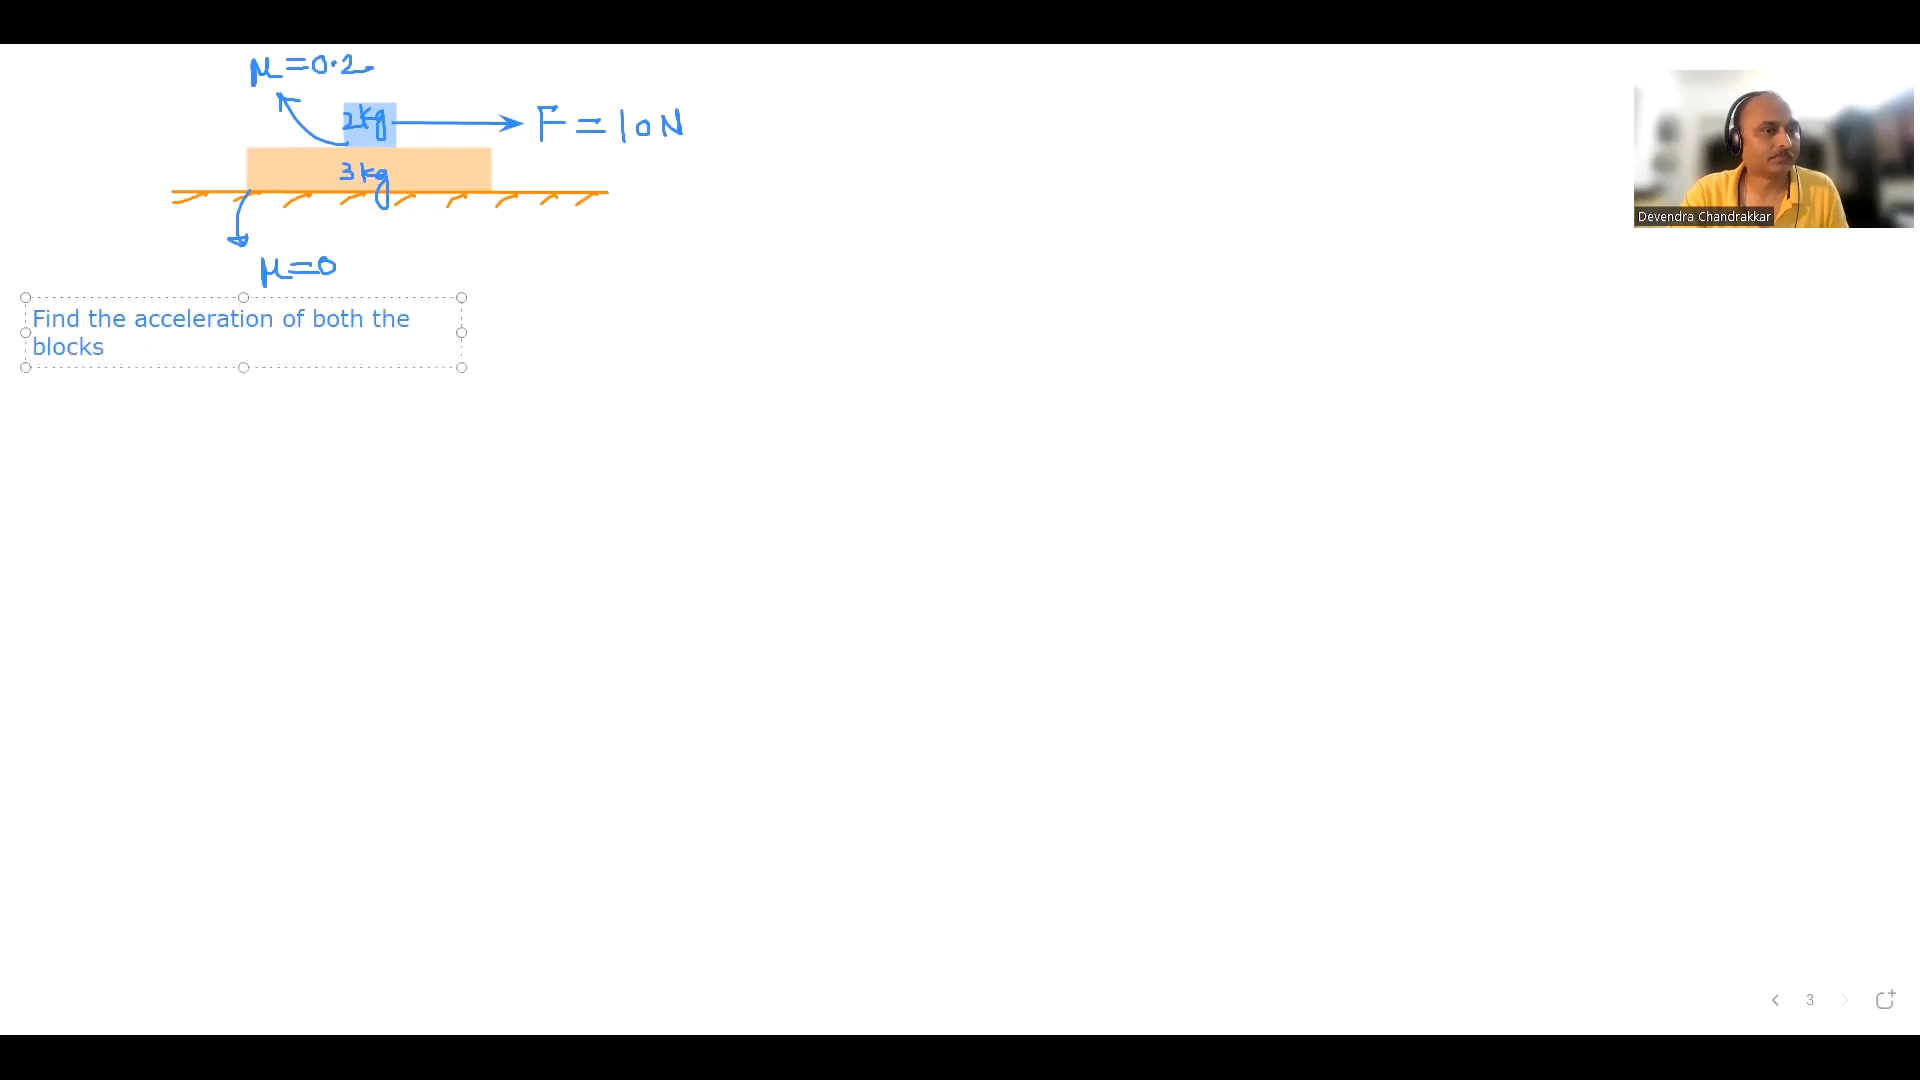 μ=0.2
2kg
F=10N
3kg
μ=0
Find the acceleration of both the
blocks
Devendra Chandrakkar
3